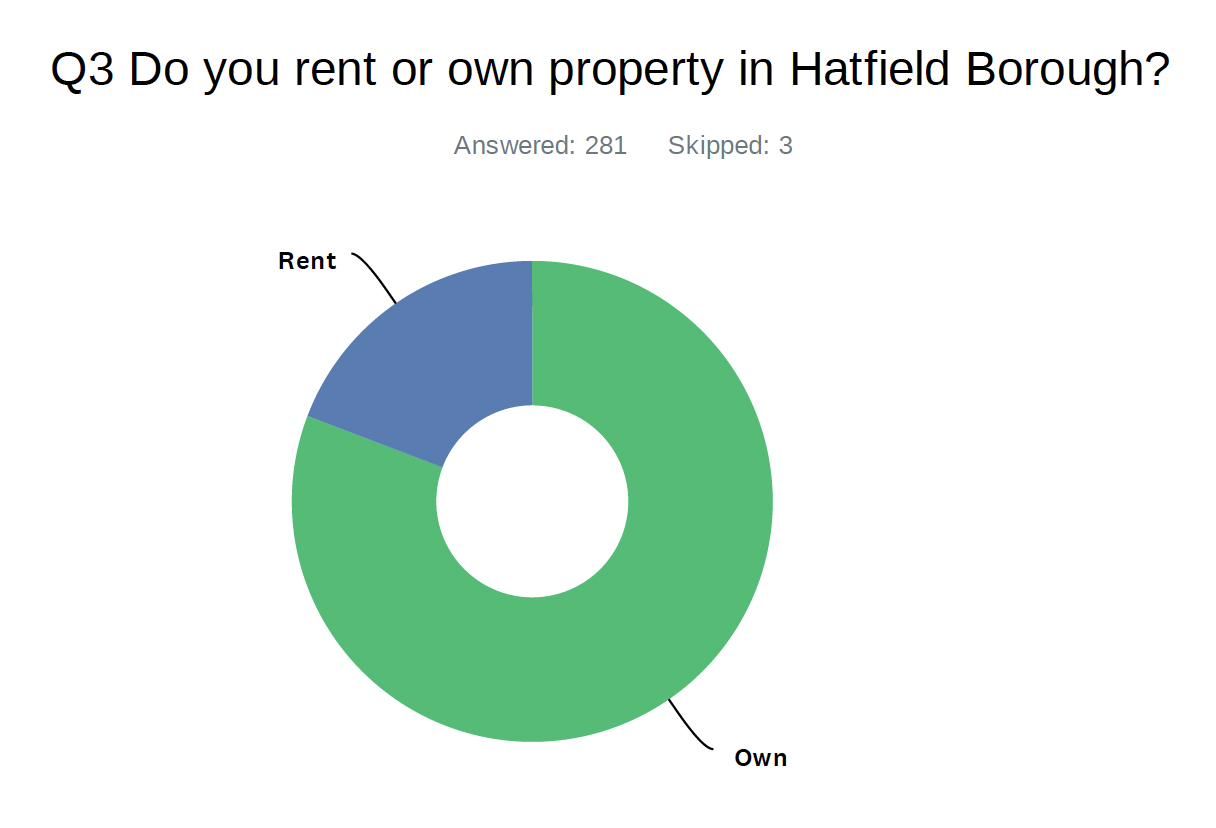 Q3 Do you rent or own property in Hatfield Borough?
Answered: 281 Skipped: 3
Rent
Own